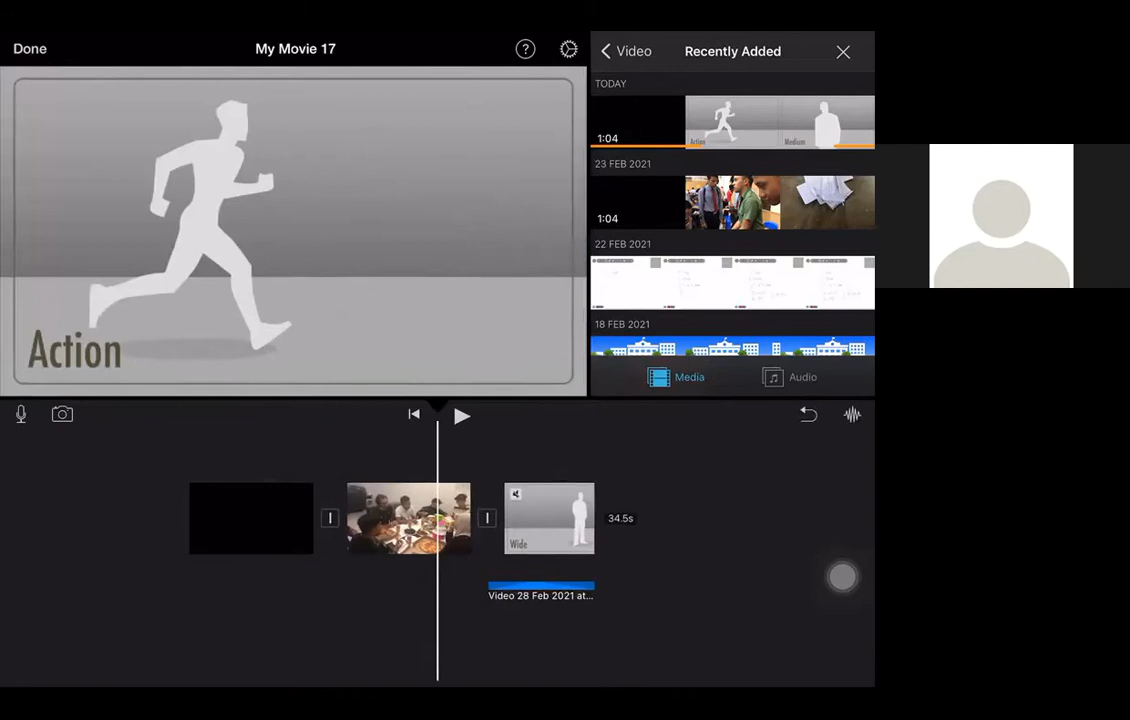 Done
My Movie 17
?
Video
Recently Added
TODAY
1:04
Action
Medium
23 FEB 2021
1:04
22 FEB 2021
18 FEB 2021
Action
Media
Audio
Wide
34.5s
Video 28 Feb 2021 at...